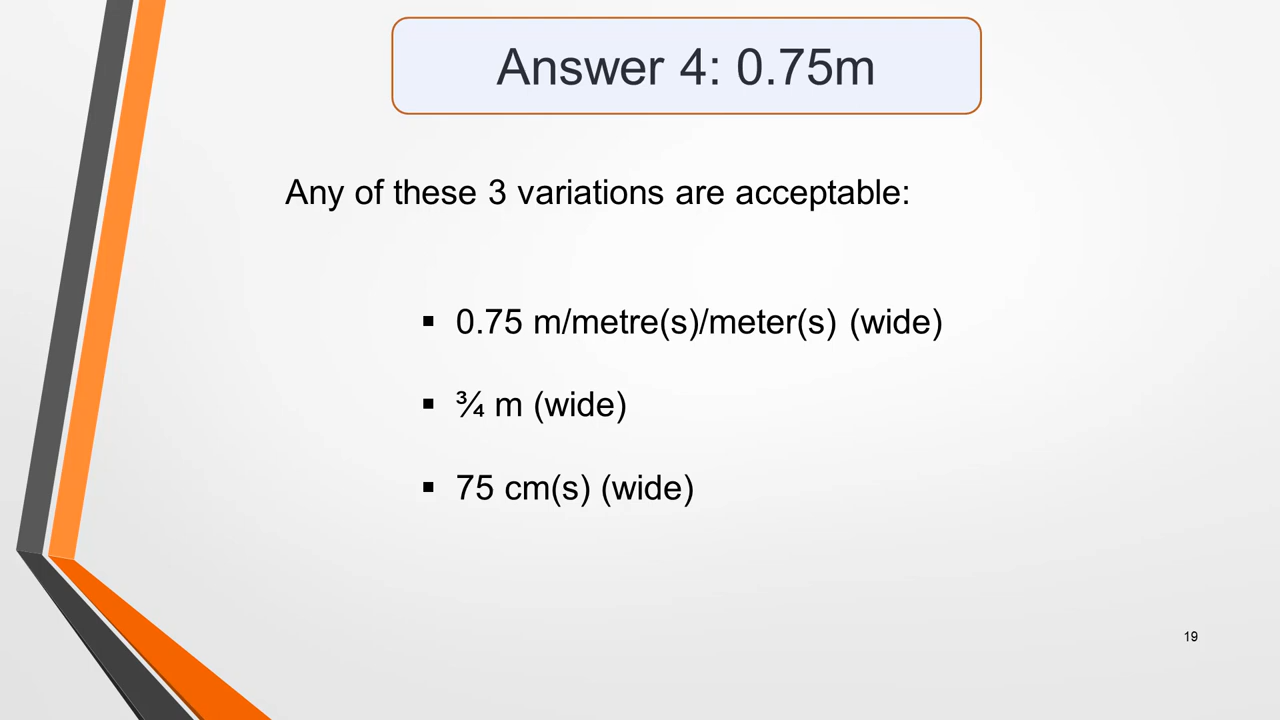 Answer 4: 0.75m
Any of these 3 variations are acceptable:
▪ 0.75 m/metre(s)/meter(s) (wide)
▪ ¾ m (wide)
▪ 75 cm(s) (wide)
19